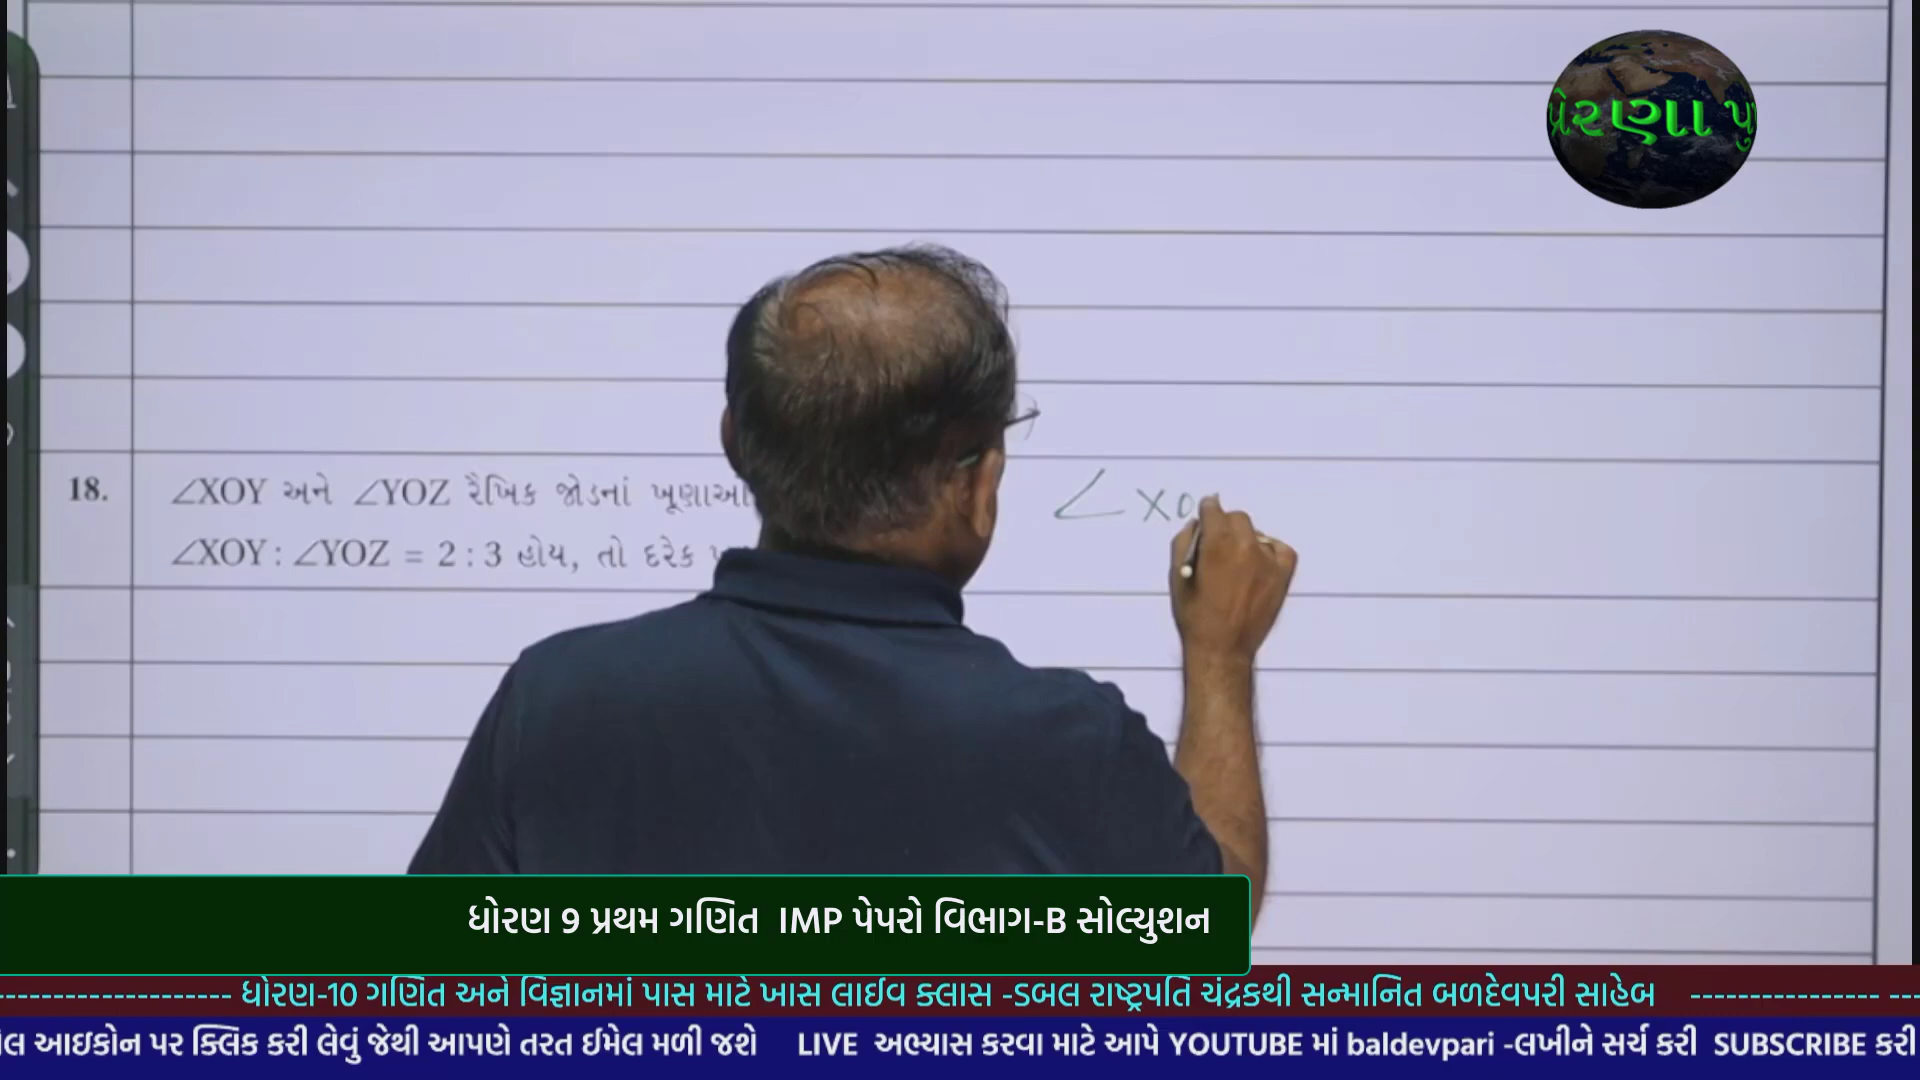 પ્રેરણા પુ
18. ∠XOY અને ∠YOZ રૈખિક જોડનાં ખૂણાઓ
∠XOY : ∠YOZ = 2 : 3 હોય, તો દરેક
∠XO
ધોરણ 9 પ્રથમ ગણિત IMP પેપરો વિભાગ-B સોલ્યુશન
-------------------- ધોરણ-10 ગણિત અને વિજ્ઞાનમાં પાસ માટે ખાસ લાઈવ ક્લાસ -ડબલ રાષ્ટ્રપતિ ચંદ્રકથી સન્માનિત બળદેવપરી સાહેબ ---------------- ---
લ આઇકોન પર ક્લિક કરી લેવું જેથી આપણે તરત ઈમેલ મળી જશે LIVE અભ્યાસ કરવા માટે આપે YOUTUBE માં baldevpari -લખીને સર્ચ કરી SUBSCRIBE કરી